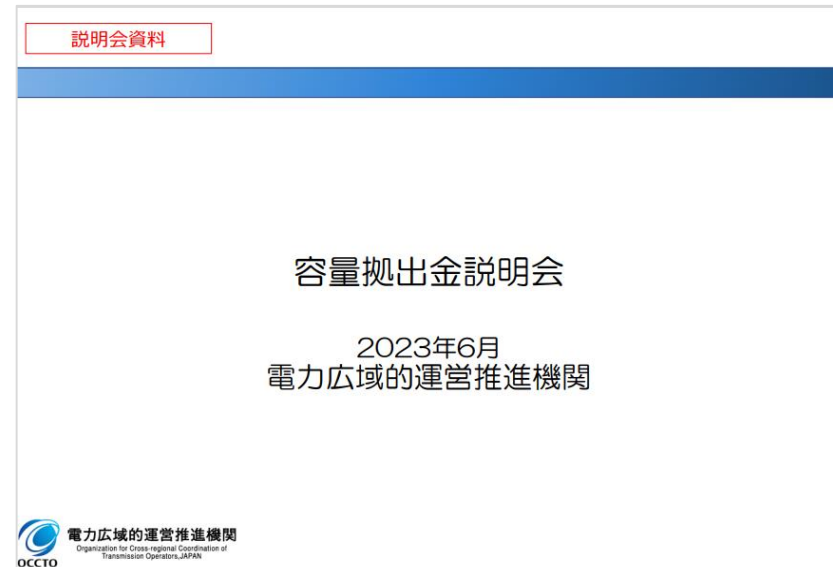 説明会資料
容量拠出金説明会
2023年6月
電力広域的運営推進機関
電力広域的運営推進機関
Organization for Cross-regional Coordination of
Transmission Operators,JAPAN
OCCTO